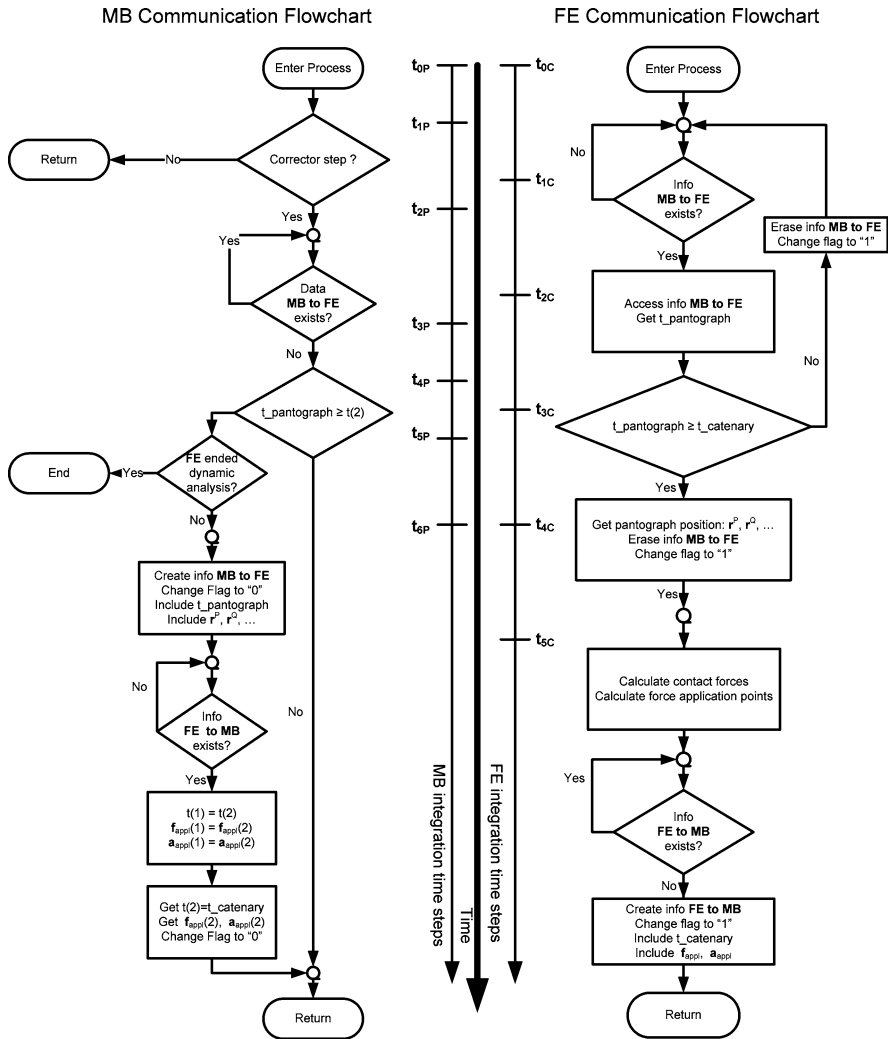 MB Communication Flowchart
Enter Process
Corrector step ?
No
Return
Yes
Yes
Data
MB to FE
exists?
No
t_pantograph ≥ t(2)
FE ended
dynamic
analysis?
Yes
End
No
Create info MB to FE
Change Flag to “0”
Include t_pantograph
Include rᴾ, rQ, …
No
Info
FE to MB
exists?
No
Yes
t(1) = t(2)
fappl(1) = fappl(2)
aappl(1) = aappl(2)
Get t(2)=t_catenary
Get fappl(2), aappl(2)
Change Flag to “0”
Return
t0P
t1P
t2P
t3P
t4P
t5P
t6P
MB integration time steps
Time
t0C
t1C
t2C
t3C
t4C
t5C
FE integration time steps
FE Communication Flowchart
Enter Process
No
Info
MB to FE
exists?
Erase info MB to FE
Change flag to “1”
Yes
Access info MB to FE
Get t_pantograph
No
t_pantograph ≥ t_catenary
Yes
Get pantograph position: rᴾ, rQ, …
Erase info MB to FE
Change flag to “1”
Yes
Calculate contact forces
Calculate force application points
Yes
Info
FE to MB
exists?
No
Create info FE to MB
Change flag to “1”
Include t_catenary
Include fappl, aappl
Return